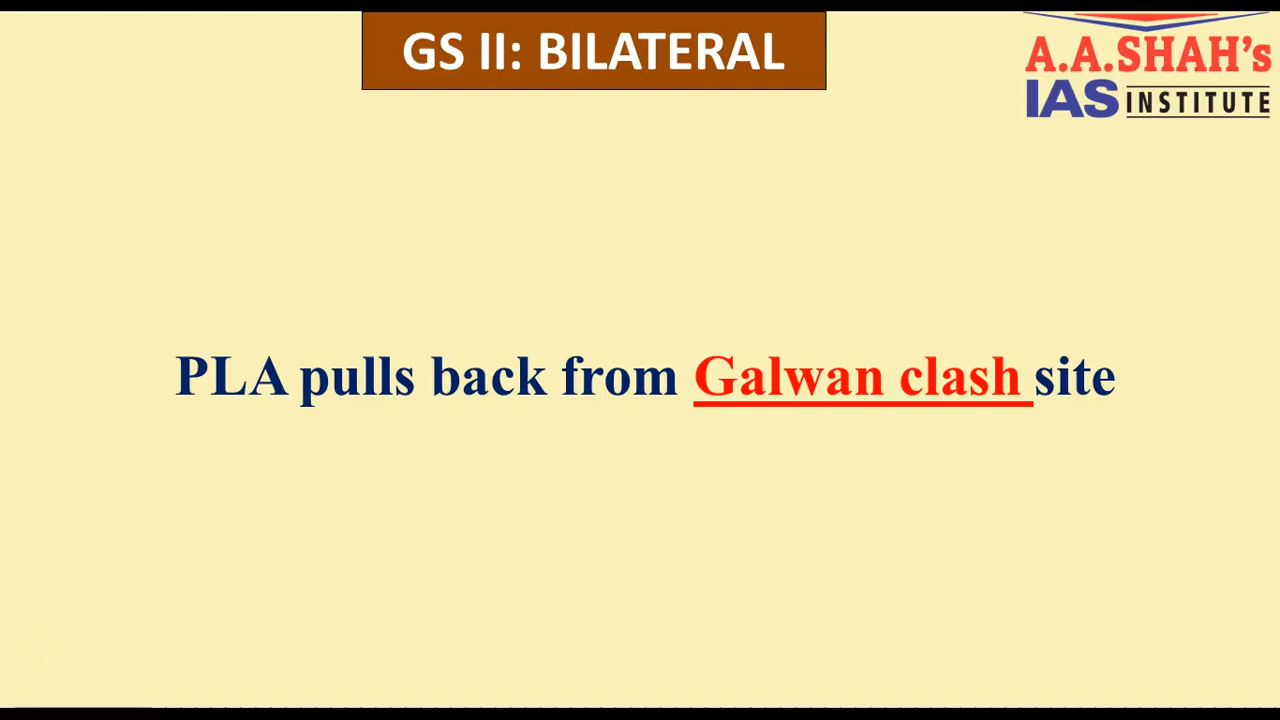 GS II: BILATERAL
A.A.SHAH's
IAS INSTITUTE
PLA pulls back from Galwan clash site